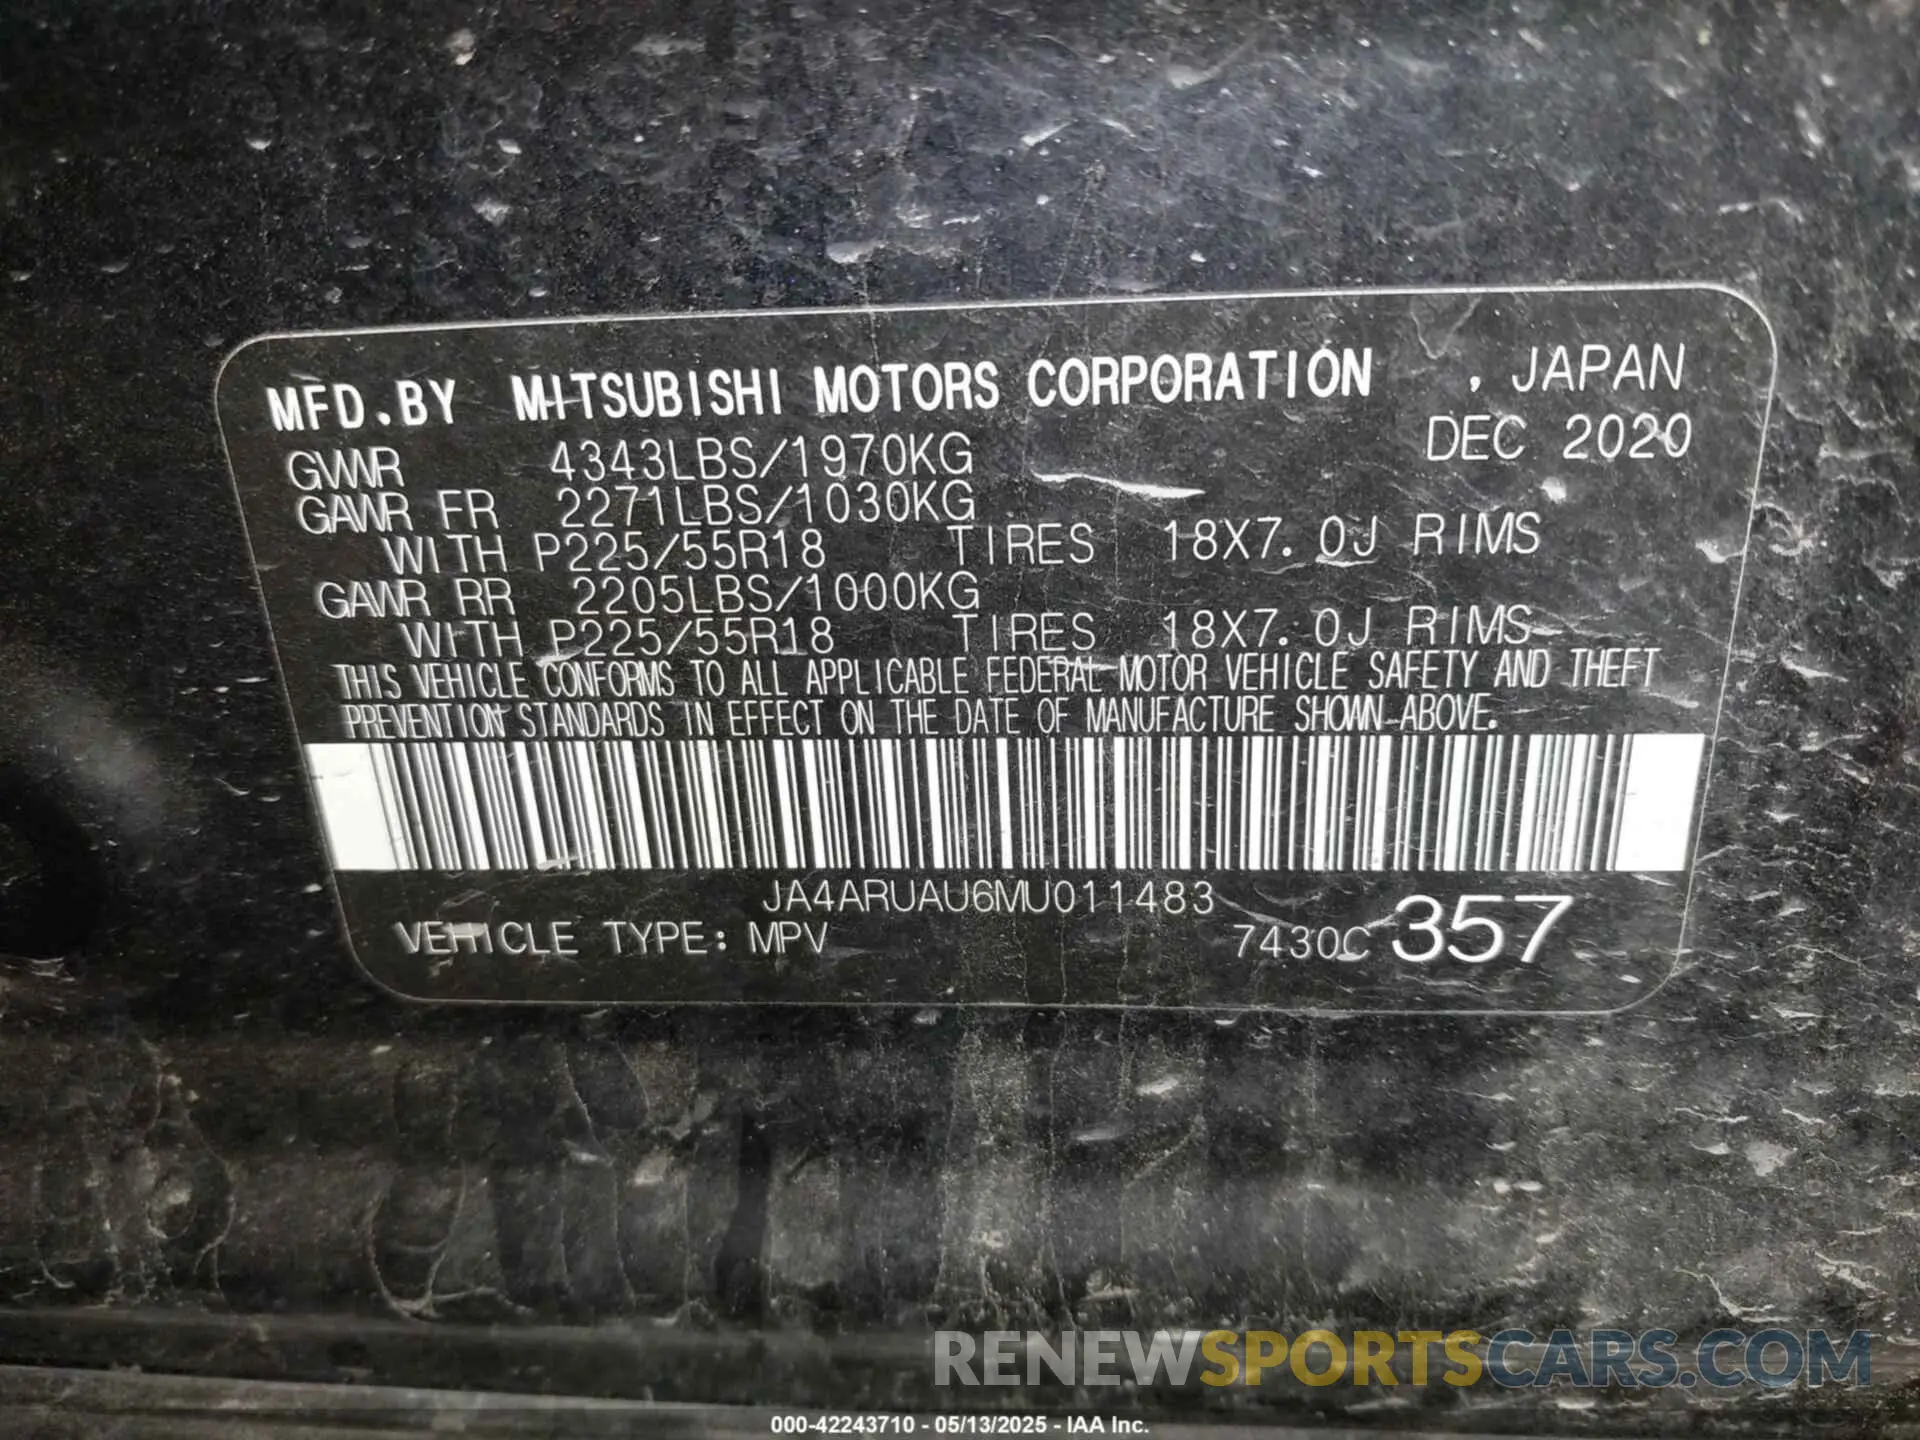 MFD.BY MITSUBISHI MOTORS CORPORATION , JAPAN
DEC 2020
GVWR 4343LBS/1970KG
GAWR FR 2271LBS/1030KG
WITH P225/55R18 TIRES 18X7.0J RIMS
GAWR RR 2205LBS/1000KG
WITH P225/55R18 TIRES 18X7.0J RIMS
THIS VEHICLE CONFORMS TO ALL APPLICABLE FEDERAL MOTOR VEHICLE SAFETY AND THEFT
PREVENTION STANDARDS IN EFFECT ON THE DATE OF MANUFACTURE SHOWN ABOVE.
JA4ARUAU6MU011483
VEHICLE TYPE: MPV 7430C 357
RENEWSPORTSCARS.COM
000-42243710 - 05/13/2025 - IAA Inc.